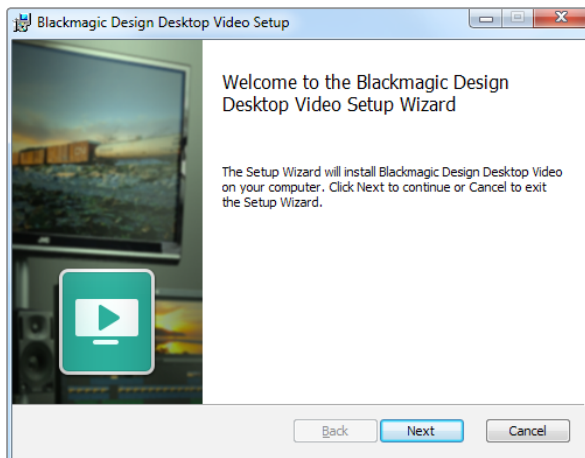 Blackmagic Design Desktop Video Setup
Welcome to the Blackmagic Design
Desktop Video Setup Wizard
The Setup Wizard will install Blackmagic Design Desktop Video
on your computer. Click Next to continue or Cancel to exit
the Setup Wizard.
JVC
Back
Next
Cancel